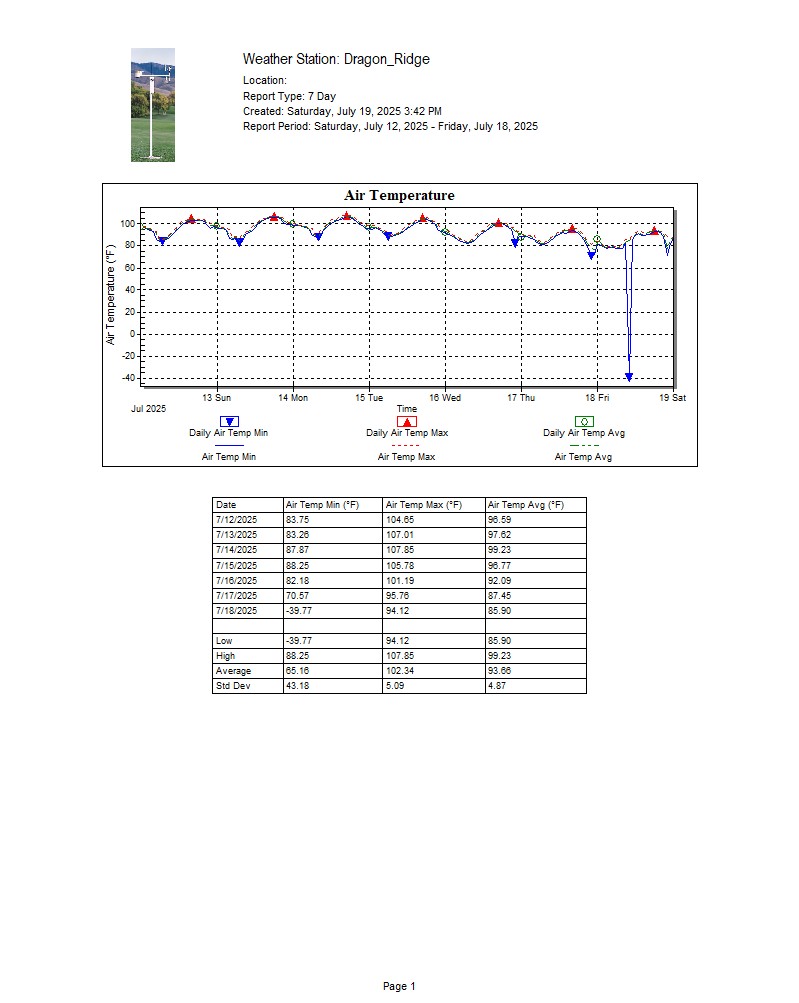 Weather Station: Dragon_Ridge
Location:
Report Type: 7 Day
Created: Saturday, July 19, 2025 3:42 PM
Report Period: Saturday, July 12, 2025 - Friday, July 18, 2025
Air Temperature
Air Temperature (°F)
100
80
60
40
20
0
-20
-40
13 Sun 14 Mon 15 Tue 16 Wed 17 Thu 18 Fri 19 Sat
Jul 2025 Time
Daily Air Temp Min Daily Air Temp Max Daily Air Temp Avg
Air Temp Min Air Temp Max Air Temp Avg
Date Air Temp Min (°F) Air Temp Max (°F) Air Temp Avg (°F)
7/12/2025 83.75 104.65 96.59
7/13/2025 83.26 107.01 97.62
7/14/2025 87.87 107.85 99.23
7/15/2025 88.25 105.78 96.77
7/16/2025 82.18 101.19 92.09
7/17/2025 70.57 95.76 87.45
7/18/2025 -39.77 94.12 85.90
Low -39.77 94.12 85.90
High 88.25 107.85 99.23
Average 65.16 102.34 93.66
Std Dev 43.18 5.09 4.87
Page 1